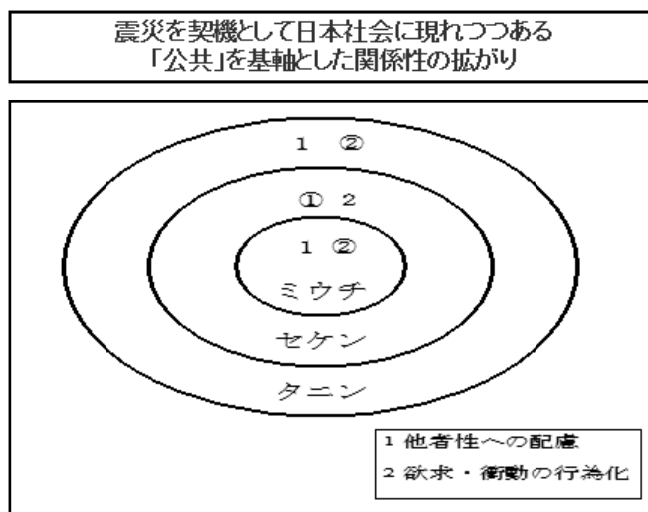 震災を契機として日本社会に現れつつある
「公共」を基軸とした関係性の拡がり
1 ②
① 2
1 ②
ミウチ
セケン
タニン
1 他者性への配慮
2 欲求・衝動の行為化